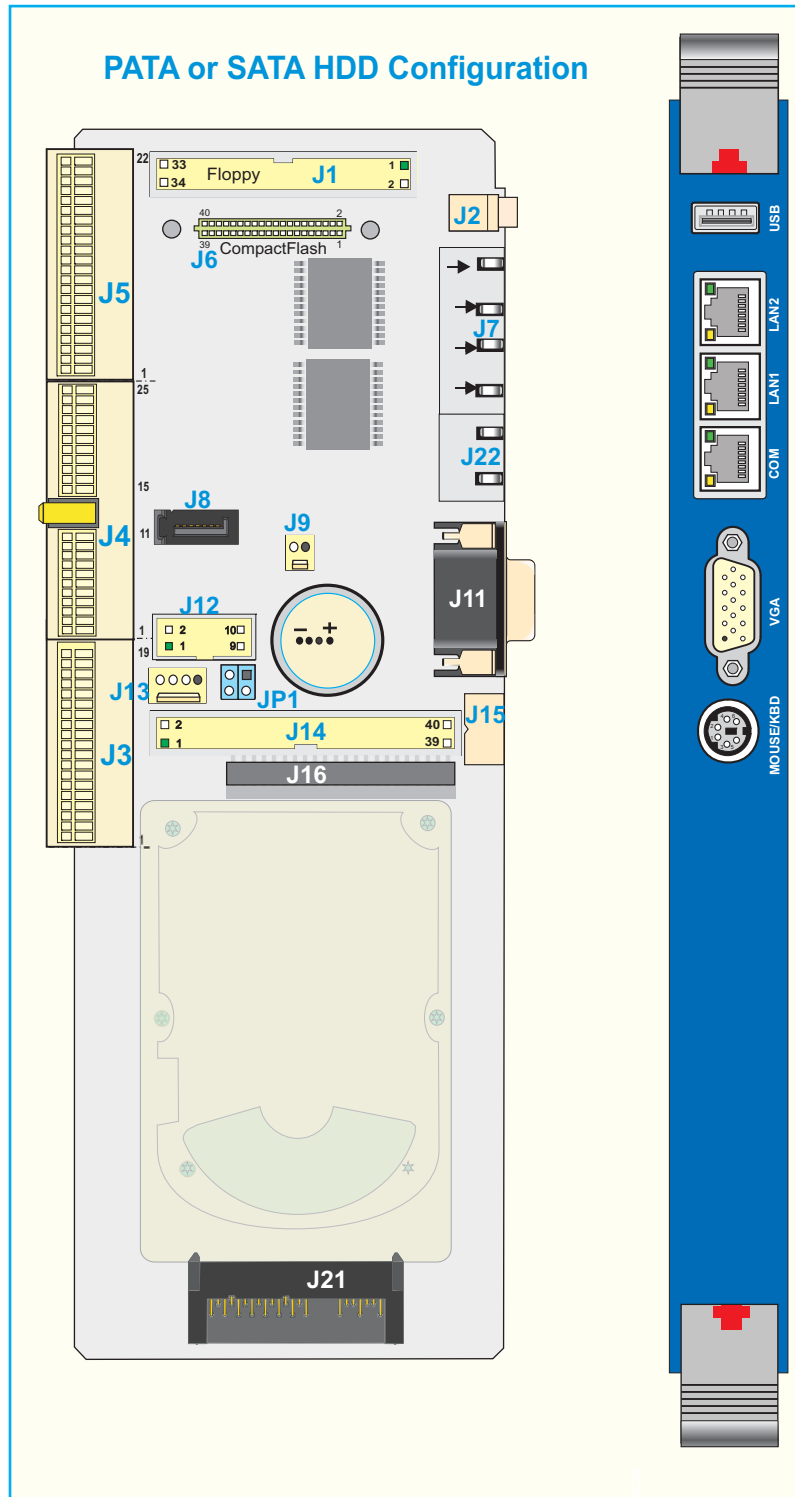 PATA or SATA HDD Configuration
22
33
34
Floppy
J1
1
2
J2
USB
40
2
39
1
CompactFlash
J6
J5
J7
LAN2
LAN1
1
25
J22
COM
15
J8
11
J9
J4
J11
VGA
J12
1
2
10
1
9
19
– +
J13
JP1
J15
MOUSE/KBD
2
J14
40
1
39
J3
J16
1
J21